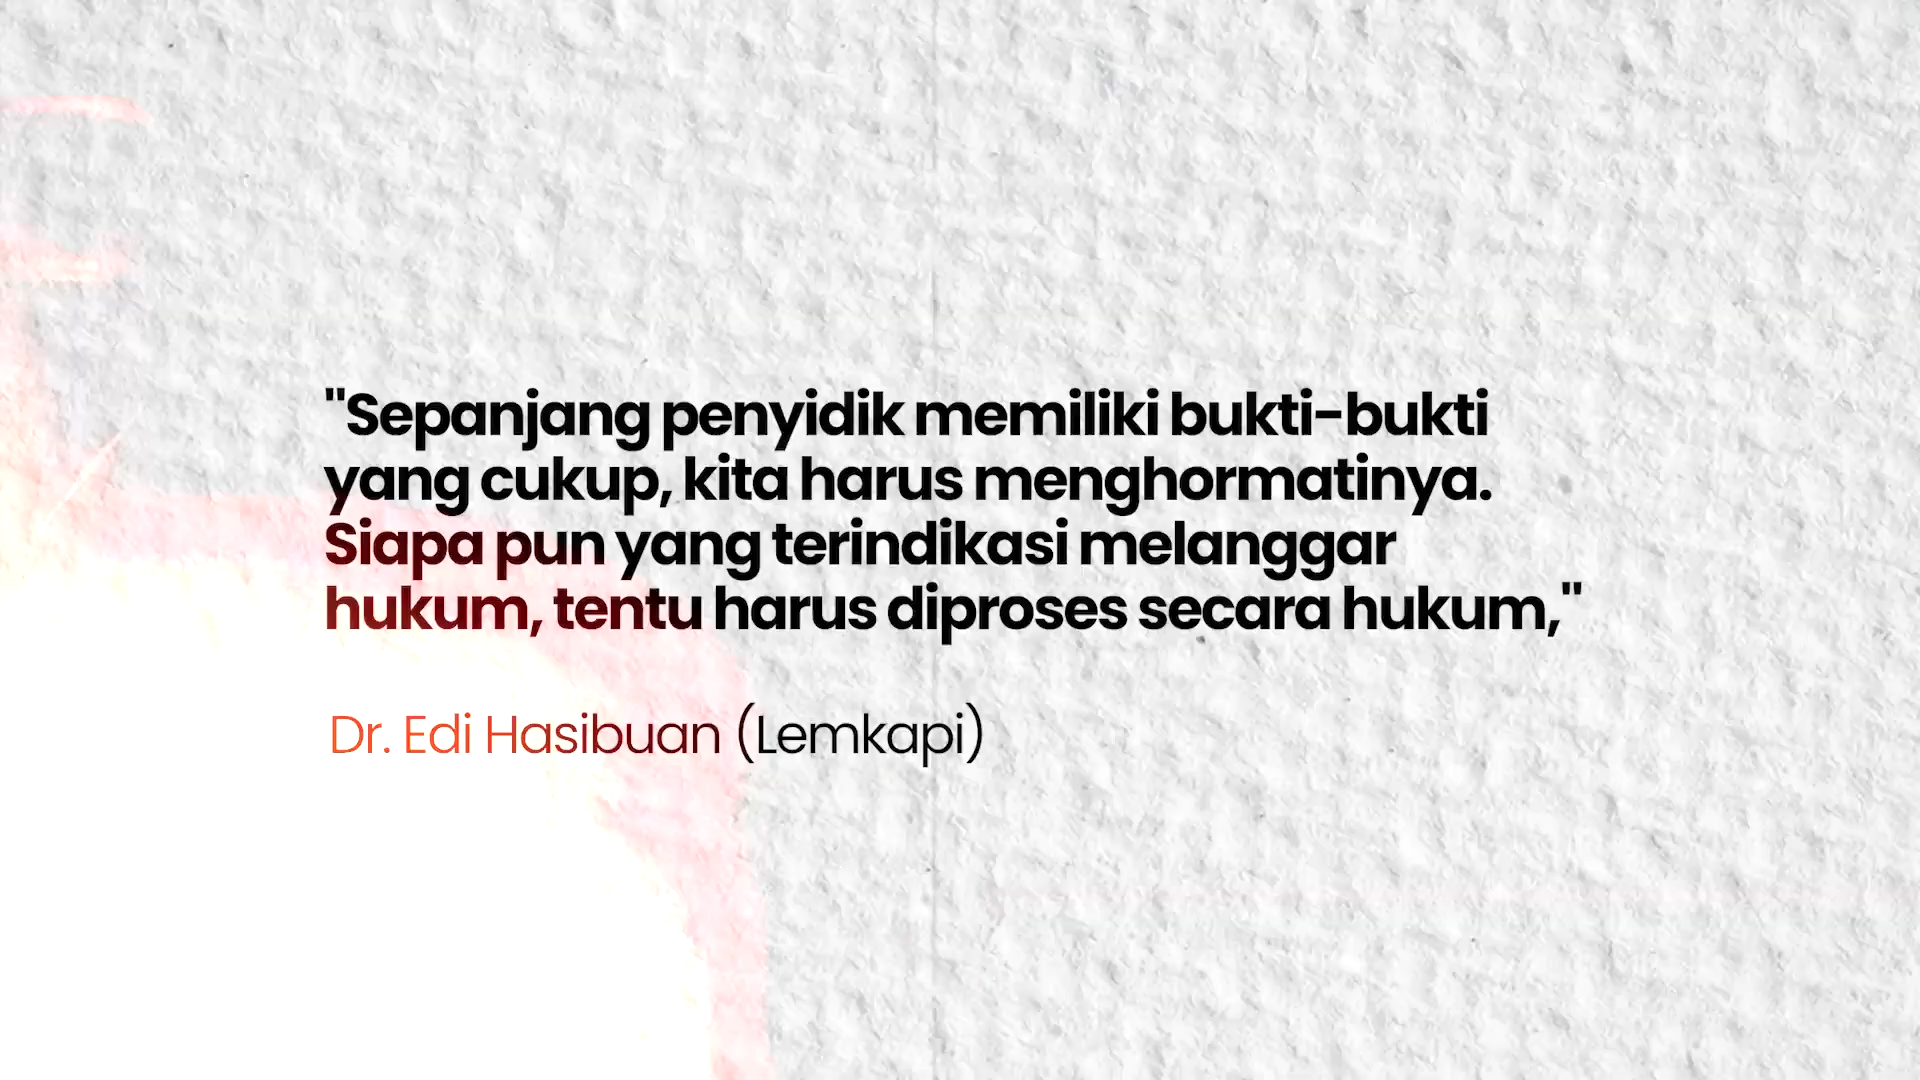 "Sepanjang penyidik memiliki bukti-bukti
yang cukup, kita harus menghormatinya.
Siapa pun yang terindikasi melanggar
hukum, tentu harus diproses secara hukum,"
Dr. Edi Hasibuan (Lemkapi)